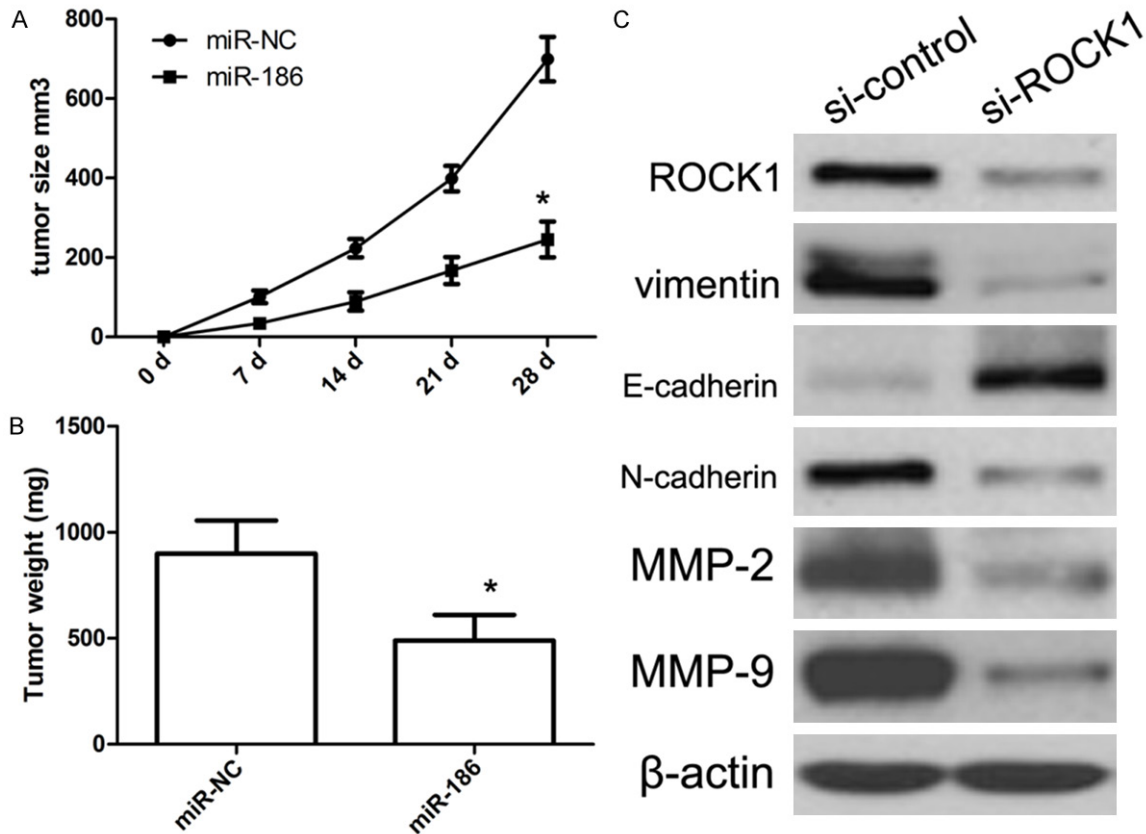 A
800
600
400
200
0
tumor size mm3
miR-NC
miR-186
*
0 d
7 d
14 d
21 d
28 d
B
1500
1000
500
0
Tumor weight (mg)
*
miR-NC
miR-186
C
si-control
si-ROCK1
ROCK1
vimentin
E-cadherin
N-cadherin
MMP-2
MMP-9
β-actin